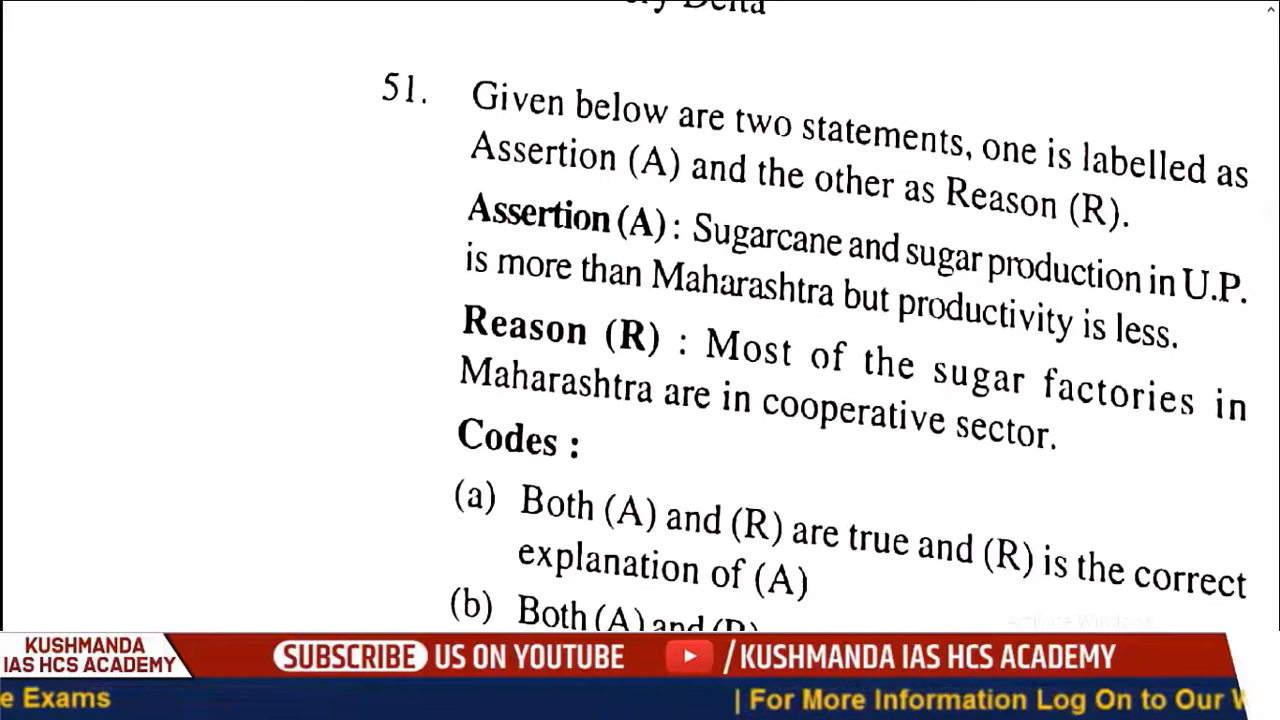 51. Given below are two statements, one is labelled as
Assertion (A) and the other as Reason (R).
Assertion (A) : Sugarcane and sugar production in U.P.
is more than Maharashtra but productivity is less.
Reason (R) : Most of the sugar factories in
Maharashtra are in cooperative sector.
Codes :
(a) Both (A) and (R) are true and (R) is the correct
explanation of (A)
(b) Both (A) and (R)
KUSHMANDA
IAS HCS ACADEMY
SUBSCRIBE US ON YOUTUBE /KUSHMANDA IAS HCS ACADEMY
e Exams | For More Information Log On to Our W